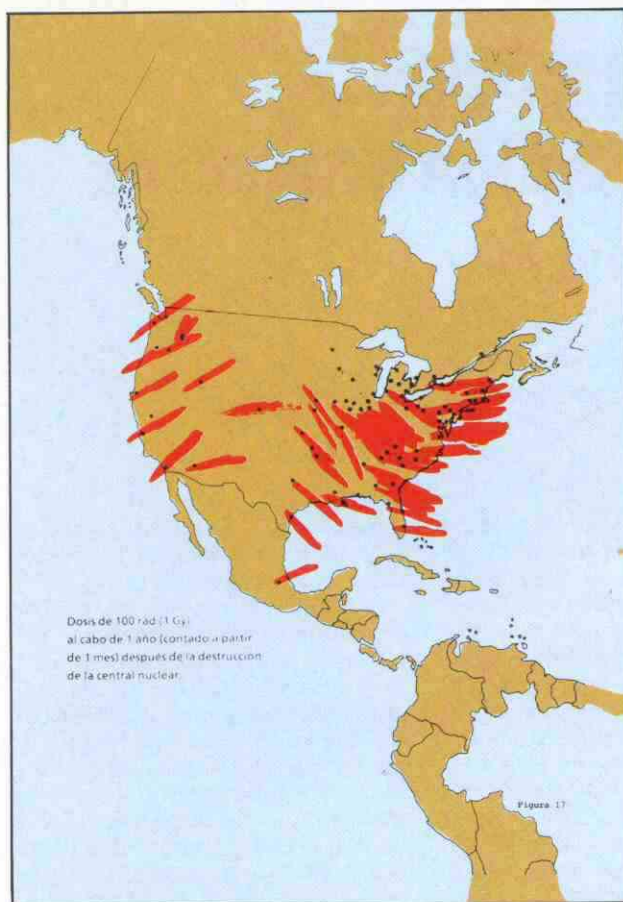 Dosis de 100 rad (1 Gy)
al cabo de 1 año (contado a partir
de 1 mes) después de la destrucción
de la central nuclear.
Figura 17